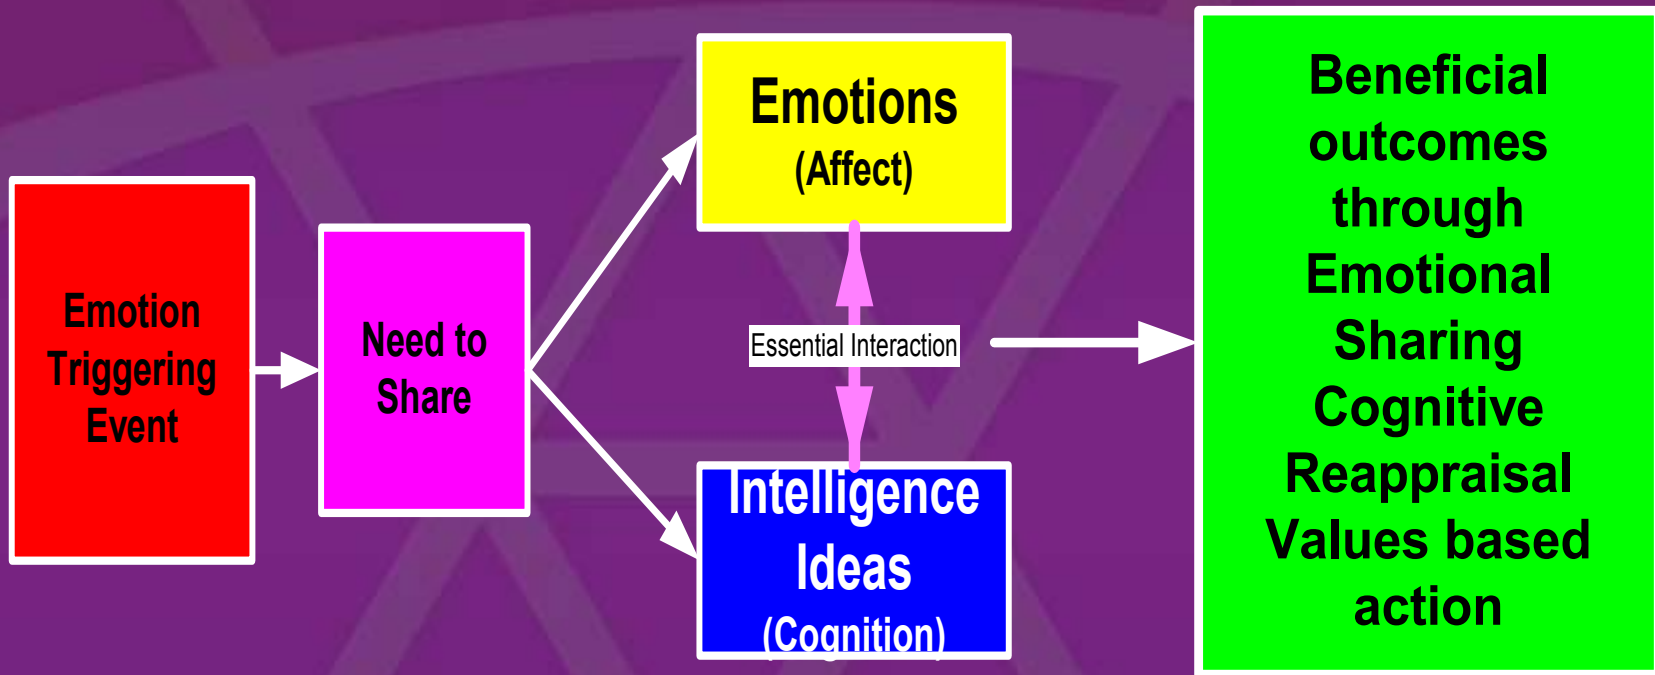 Emotion
Triggering
Event
Need to
Share
Emotions
(Affect)
Essential Interaction
Intelligence
Ideas
(Cognition)
Beneficial
outcomes
through
Emotional
Sharing
Cognitive
Reappraisal
Values based
action